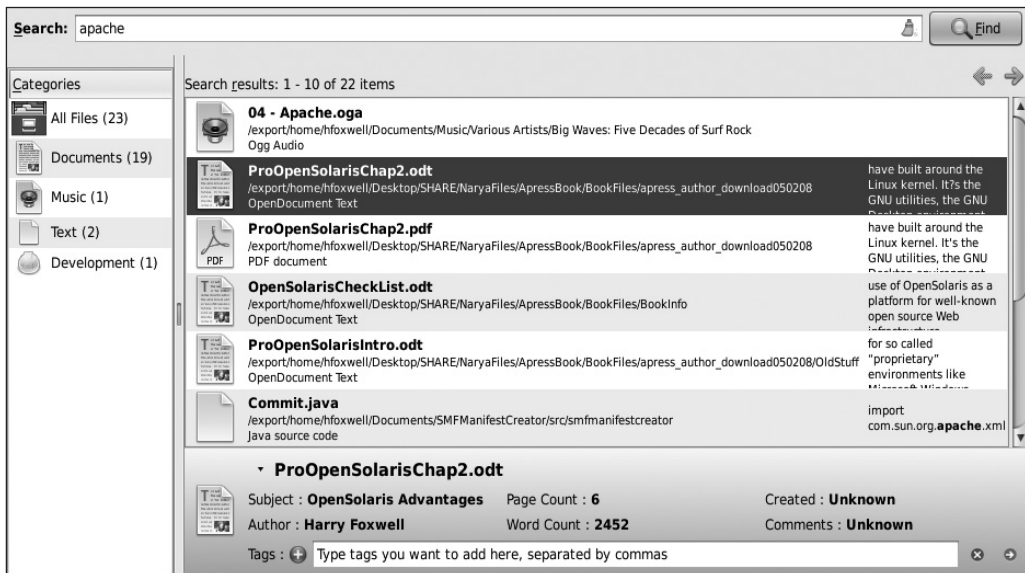 Search: apache
Find
Categories
All Files (23)
Documents (19)
Music (1)
Text (2)
Development (1)
Search results: 1 - 10 of 22 items
04 - Apache.oga
/export/home/hfoxwell/Documents/Music/Various Artists/Big Waves: Five Decades of Surf Rock
Ogg Audio
ProOpenSolarisChap2.odt
/export/home/hfoxwell/Desktop/SHARE/NaryaFiles/ApressBook/BookFiles/apress_author_download050208
OpenDocument Text
have built around the
Linux kernel. It?s the
GNU utilities, the GNU
Desktop environment
ProOpenSolarisChap2.pdf
/export/home/hfoxwell/Desktop/SHARE/NaryaFiles/ApressBook/BookFiles/apress_author_download050208
PDF document
PDF
have built around the
Linux kernel. It's the
GNU utilities, the GNU
Desktop environment
OpenSolarisCheckList.odt
/export/home/hfoxwell/Desktop/SHARE/NaryaFiles/ApressBook/BookFiles/BookInfo
OpenDocument Text
use of OpenSolaris as a
platform for well-known
open source Web
infrastructure
ProOpenSolarisIntro.odt
/export/home/hfoxwell/Desktop/SHARE/NaryaFiles/ApressBook/BookFiles/apress_author_download050208/OldStuff
OpenDocument Text
for so called
"proprietary"
environments like
Microsoft Windows
Commit.java
/export/home/hfoxwell/Documents/SMFManifestCreator/src/smfmanifestcreator
Java source code
import
com.sun.org.apache.xml
ProOpenSolarisChap2.odt
Subject : OpenSolaris Advantages Page Count : 6 Created : Unknown
Author : Harry Foxwell Word Count : 2452 Comments : Unknown
Tags : Type tags you want to add here, separated by commas